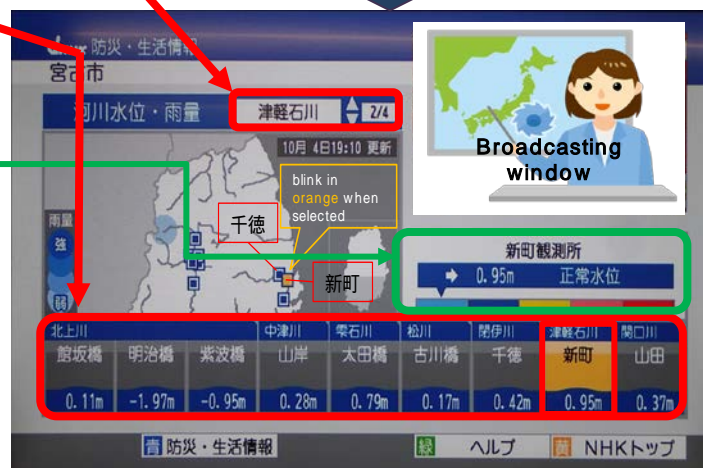 防災・生活情報
宮古市
河川水位・雨量
津軽石川
2/4
10月 4日19:10 更新
Broadcasting
window
blink in
orange when
selected
雨量
強
弱
千徳
新町
新町観測所
0.95m 正常水位
北上川 中津川 雫石川 松川 閉伊川 津軽石川 関口川
館坂橋 明治橋 紫波橋 山岸 太田橋 古川橋 千徳 新町 山田
0.11m -1.97m -0.95m 0.28m 0.79m 0.17m 0.42m 0.95m 0.37m
青 防災・生活情報 緑 ヘルプ 黄 NHKトップ